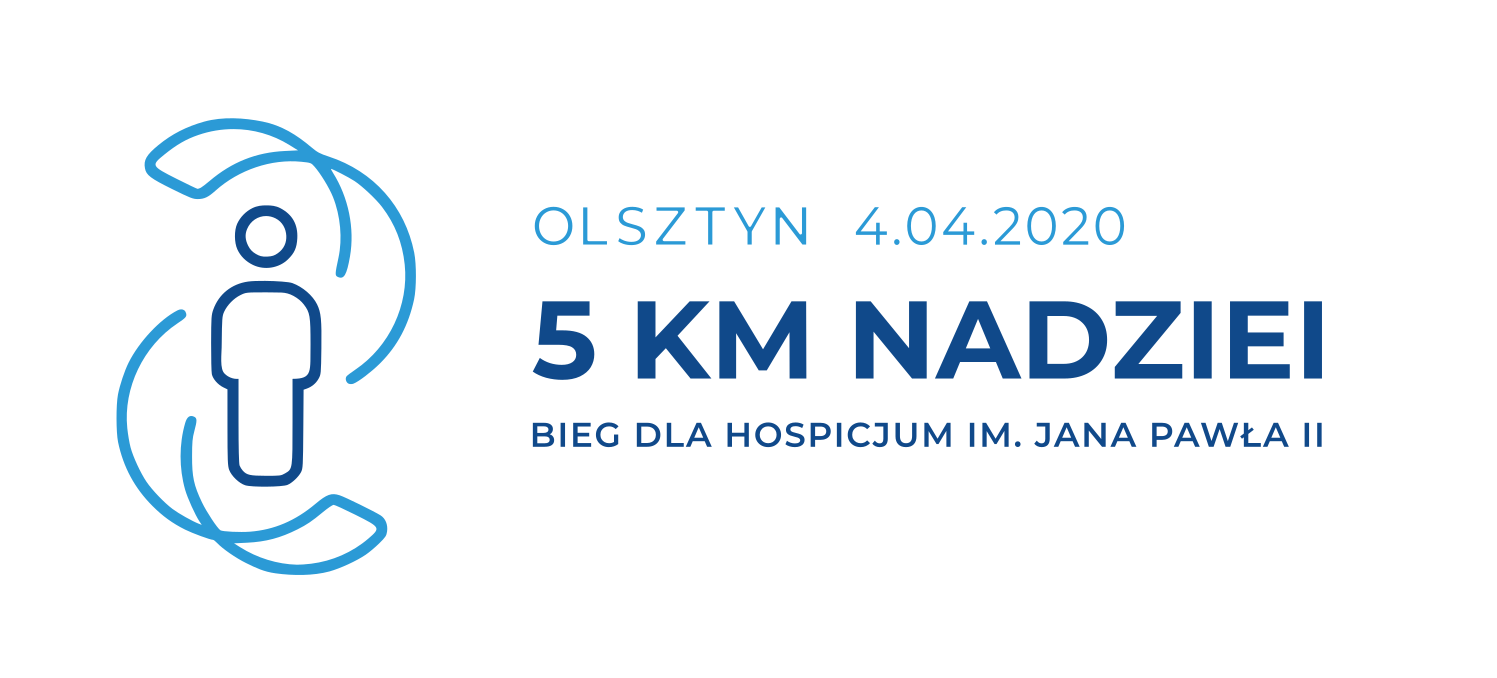 OLSZTYN 4.04.2020
5 KM NADZIEI
BIEG DLA HOSPICJUM IM. JANA PAWŁA II